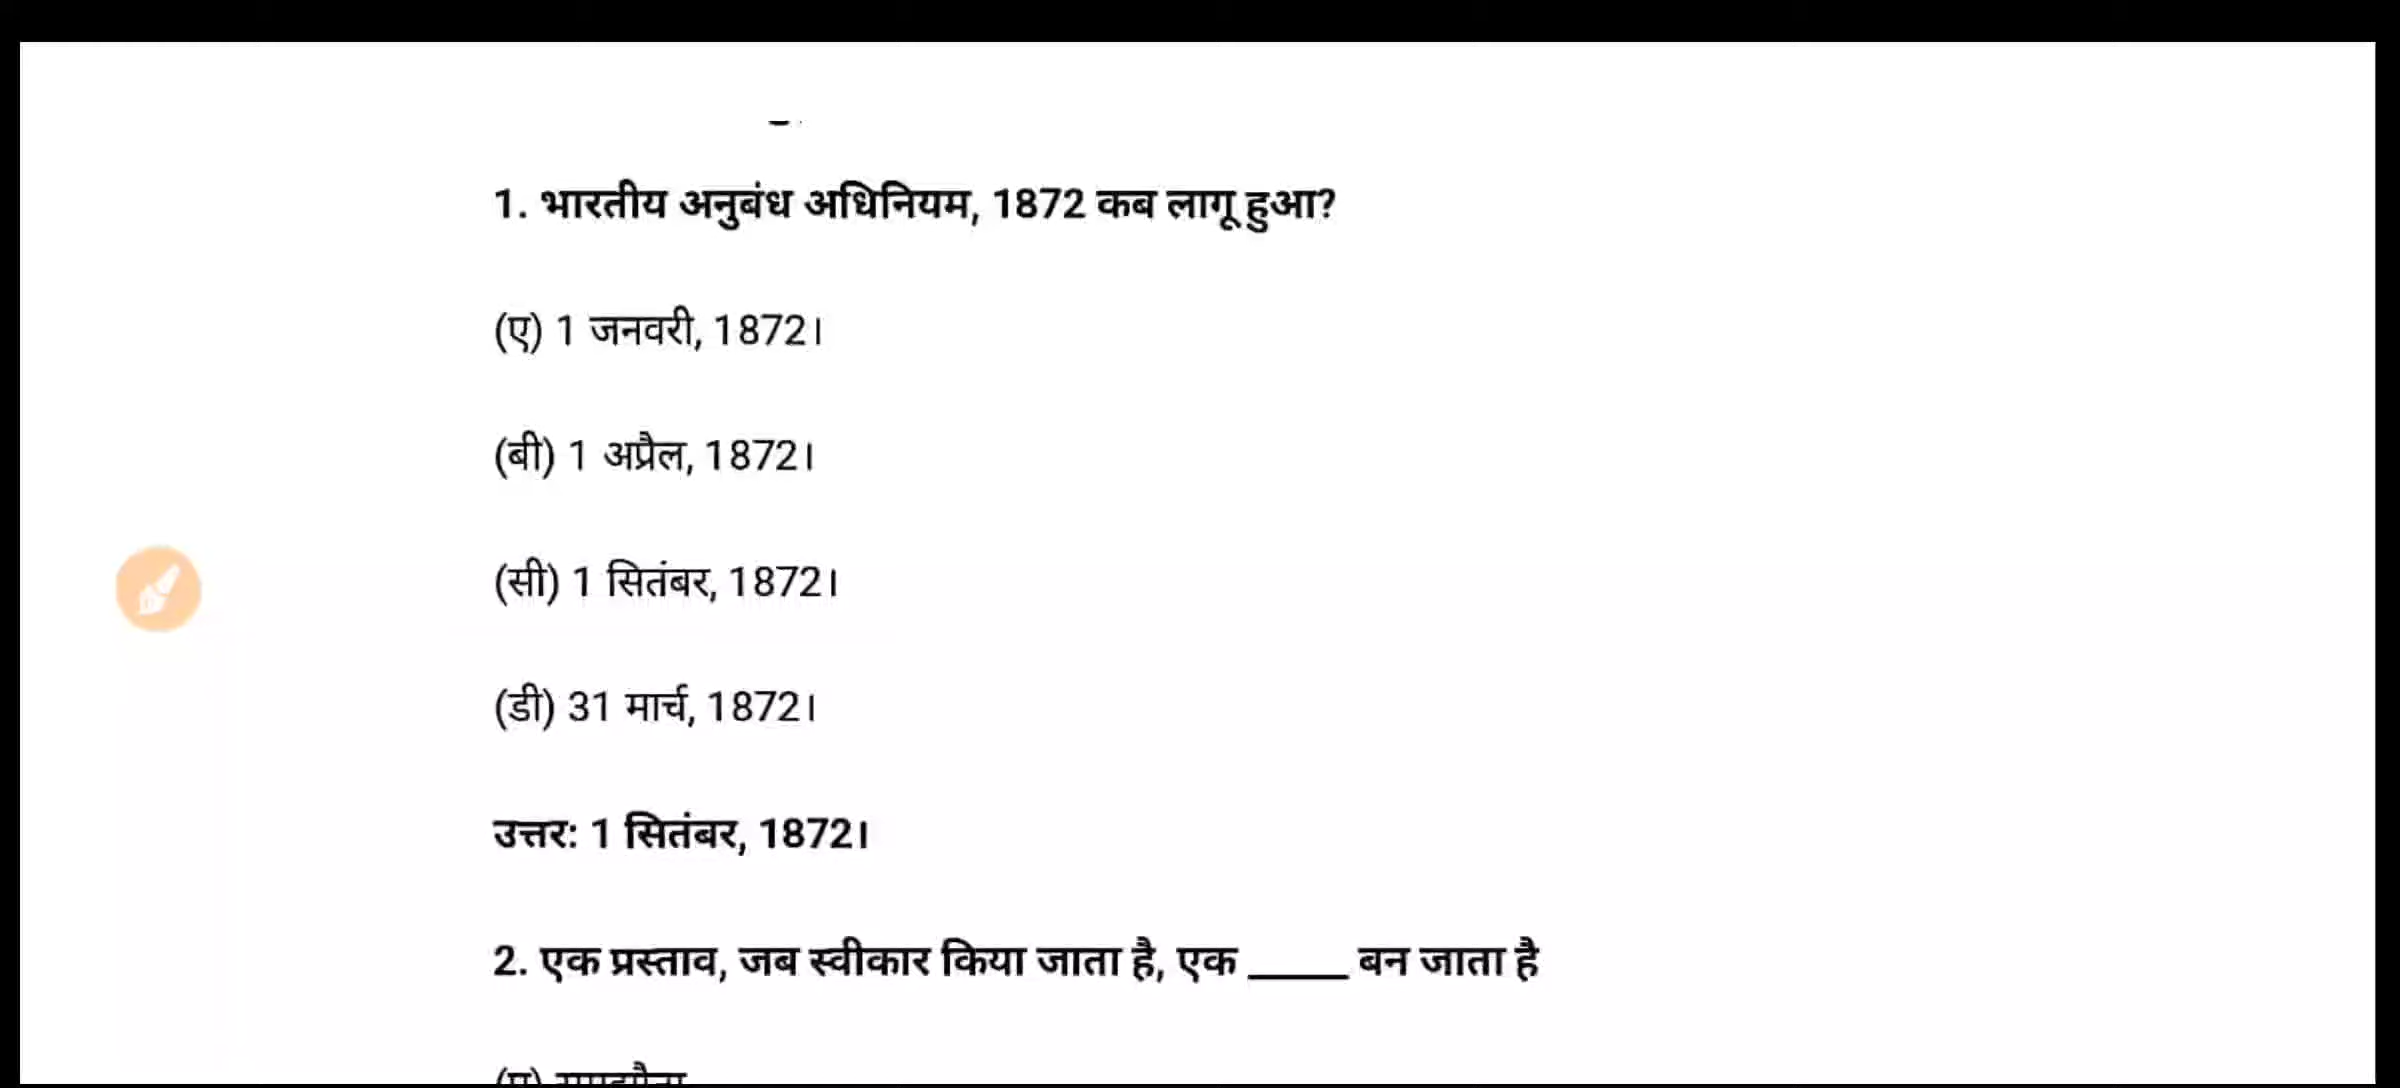 1. भारतीय अनुबंध अधिनियम, 1872 कब लागू हुआ?
(ए) 1 जनवरी, 1872।
(बी) 1 अप्रैल, 1872।
(सी) 1 सितंबर, 1872।
(डी) 31 मार्च, 1872।
उत्तर: 1 सितंबर, 1872।
2. एक प्रस्ताव, जब स्वीकार किया जाता है, एक _____ बन जाता है